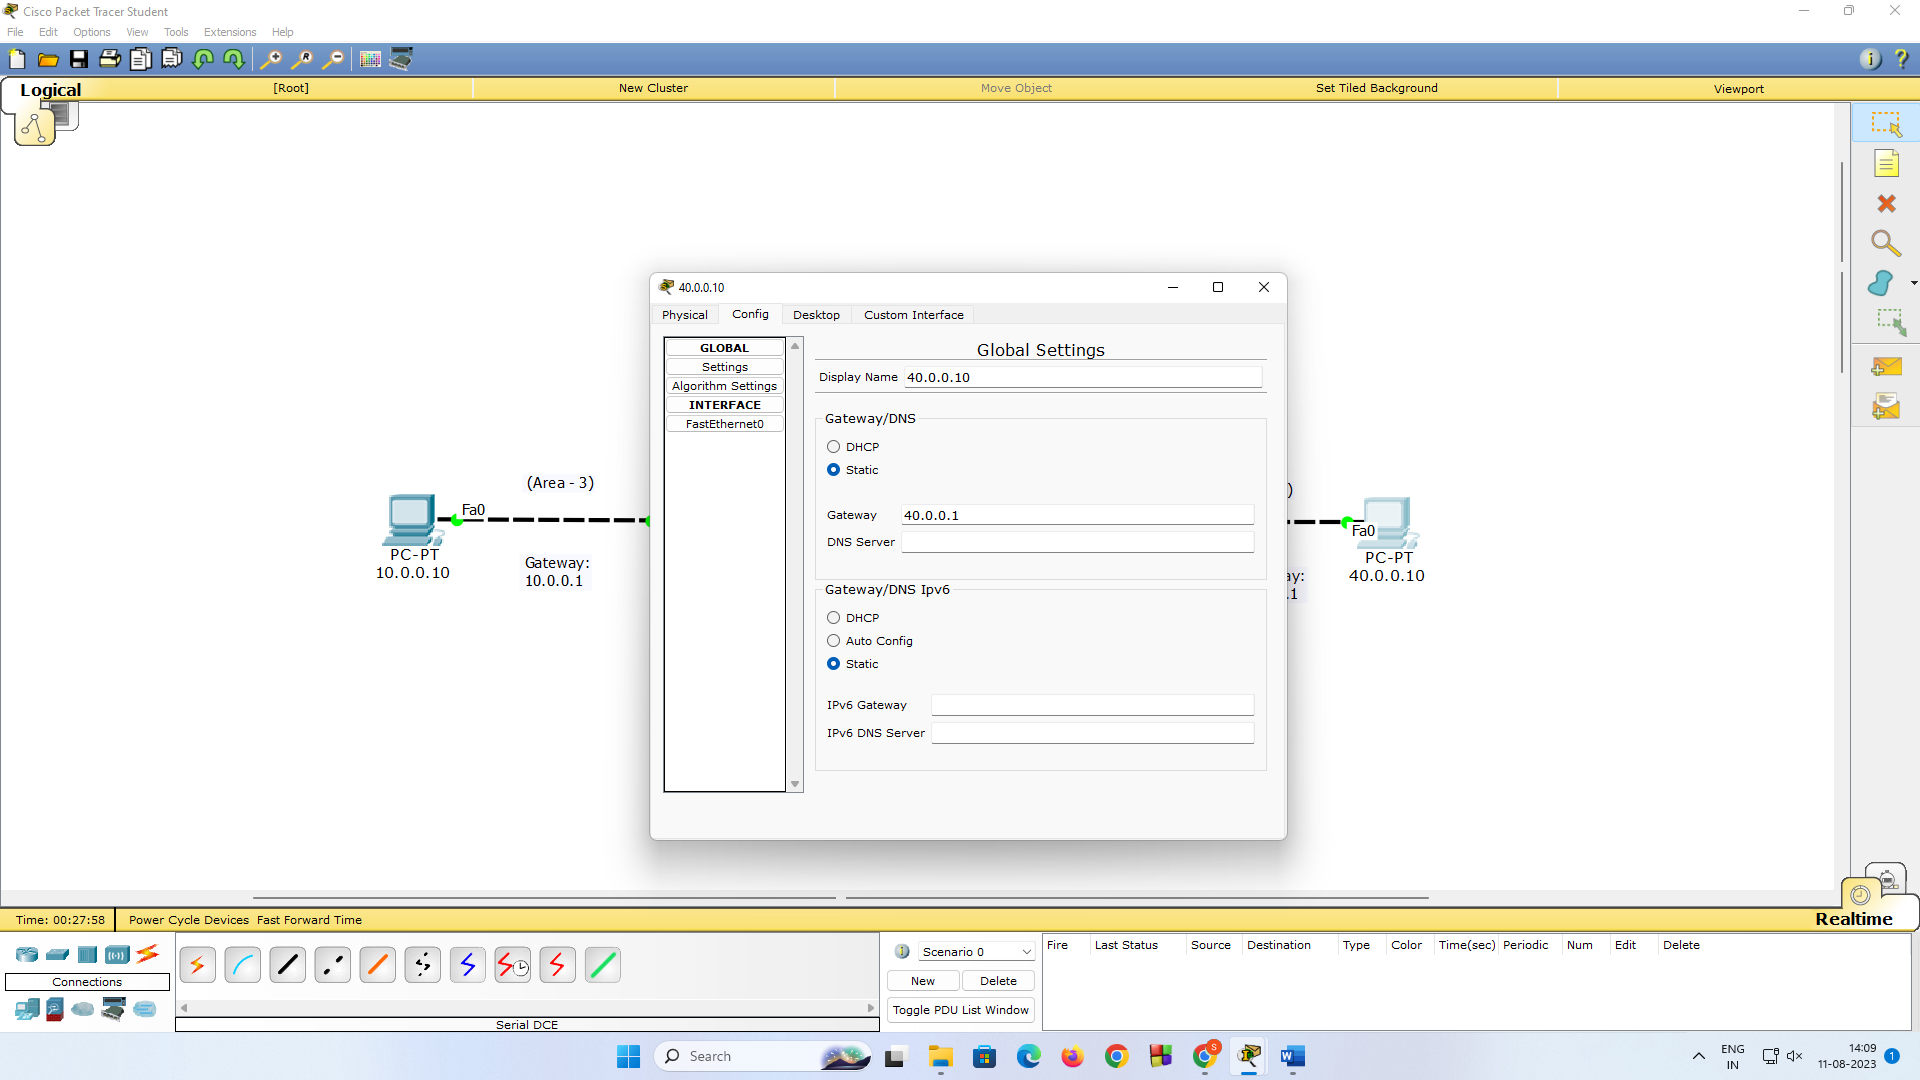 Cisco Packet Tracer Student
File Edit Options View Tools Extensions Help
Logical [Root] New Cluster Move Object Set Tiled Background Viewport
40.0.0.10
Physical Config Desktop Custom Interface
GLOBAL
Settings
Algorithm Settings
INTERFACE
FastEthernet0
Global Settings
Display Name 40.0.0.10
Gateway/DNS
DHCP
Static
Gateway 40.0.0.1
DNS Server
Gateway/DNS Ipv6
DHCP
Auto Config
Static
IPv6 Gateway
IPv6 DNS Server
(Area - 3)
Fa0
PC-PT
10.0.0.10
Gateway:
10.0.0.1
)
Fa0
PC-PT
40.0.0.10
ay:
.1
Time: 00:27:58 Power Cycle Devices Fast Forward Time
Realtime
Connections
Serial DCE
Scenario 0
New Delete
Toggle PDU List Window
Fire Last Status Source Destination Type Color Time(sec) Periodic Num Edit Delete
Search
S
W
ENG
IN
14:09
11-08-2023
1